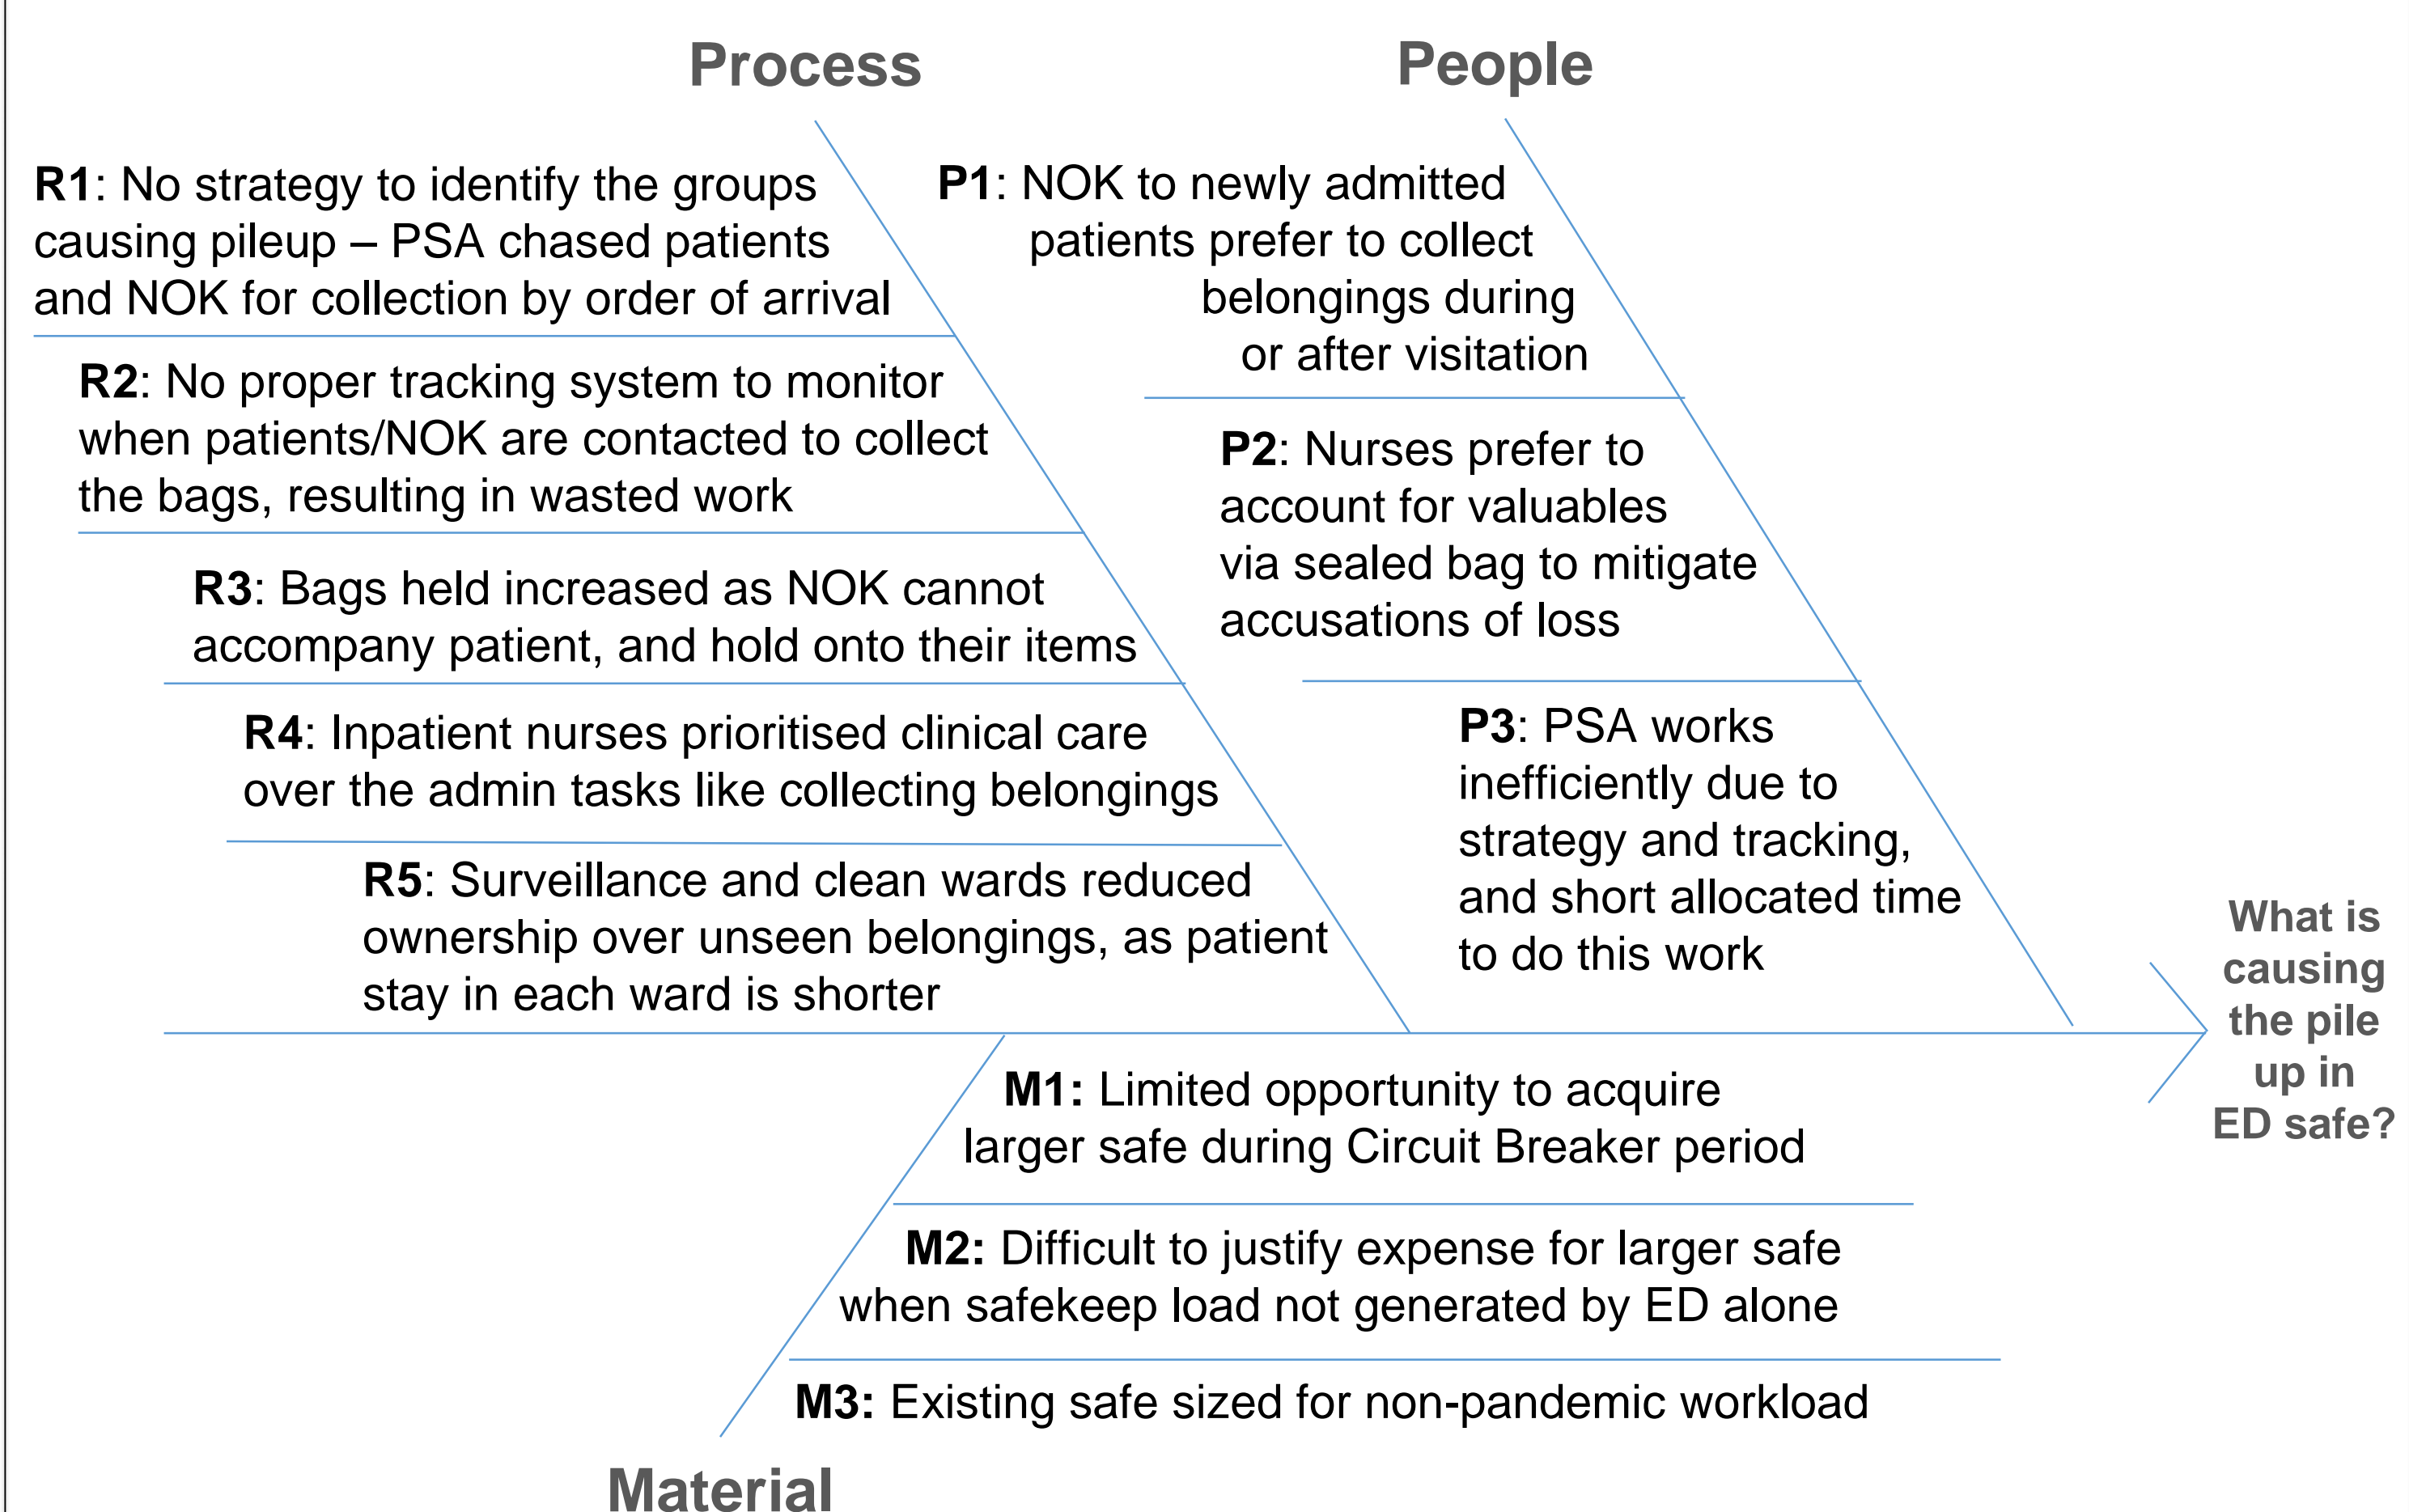 Process
R1: No strategy to identify the groups
causing pileup – PSA chased patients
and NOK for collection by order of arrival
R2: No proper tracking system to monitor
when patients/NOK are contacted to collect
the bags, resulting in wasted work
R3: Bags held increased as NOK cannot
accompany patient, and hold onto their items
R4: Inpatient nurses prioritised clinical care
over the admin tasks like collecting belongings
R5: Surveillance and clean wards reduced
ownership over unseen belongings, as patient
stay in each ward is shorter
People
P1: NOK to newly admitted
patients prefer to collect
belongings during
or after visitation
P2: Nurses prefer to
account for valuables
via sealed bag to mitigate
accusations of loss
P3: PSA works
inefficiently due to
strategy and tracking,
and short allocated time
to do this work
What is
causing
the pile
up in
ED safe?
M1: Limited opportunity to acquire
larger safe during Circuit Breaker period
M2: Difficult to justify expense for larger safe
when safekeep load not generated by ED alone
M3: Existing safe sized for non-pandemic workload
Material